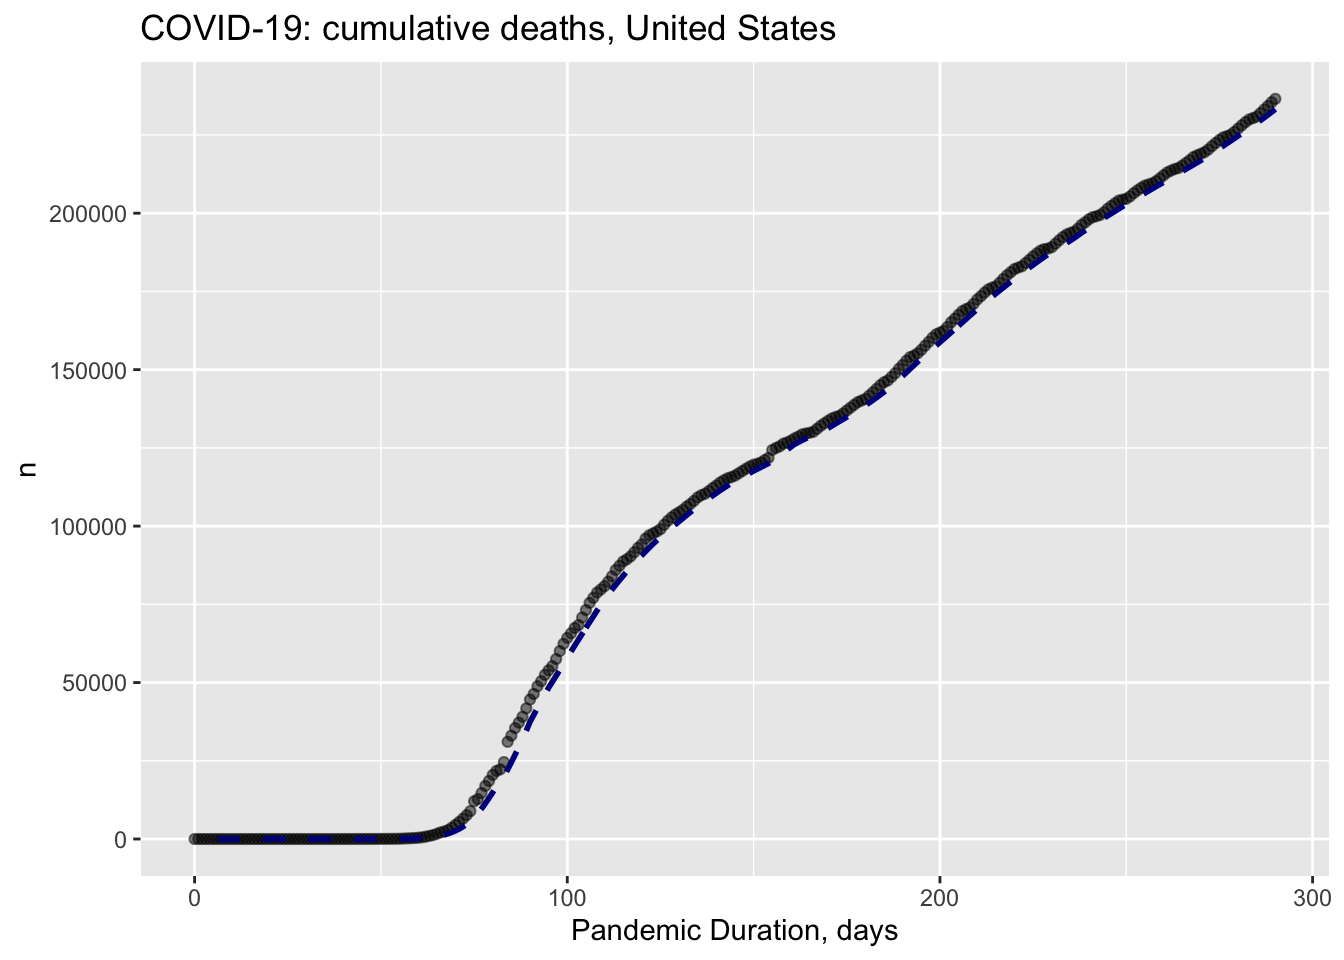 COVID-19: cumulative deaths, United States
n
200000
150000
100000
50000
0
0 100 200 300
Pandemic Duration, days